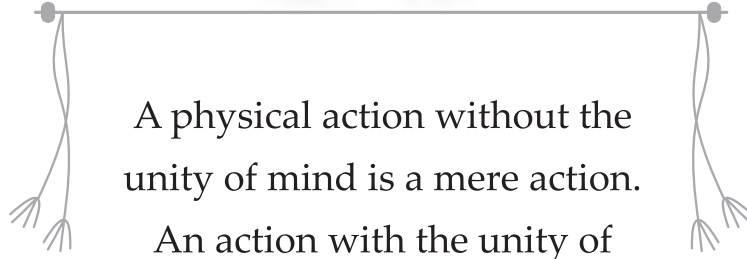 A physical action without the
unity of mind is a mere action.
An action with the unity of